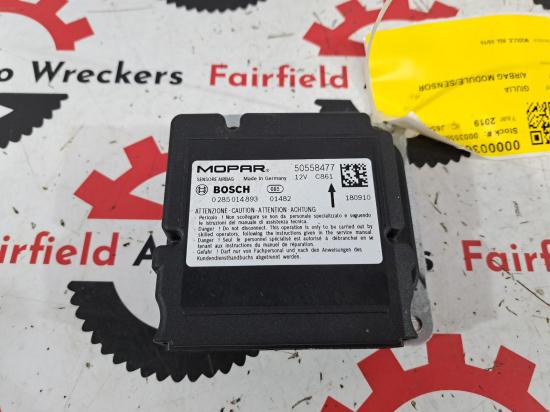 Fairfield
Wreckers
Fairfield
Fairfield
MOPAR
50558477
SENSORE AIRBAG
Made in Germany
12V C861
BOSCH
G85
0 285 014 893
01482
180910
ATTENZIONE-CAUTION-ATTENTION-ACHTUNG
Pericolo ! Non scollegare se non da personale specializzato e seguendo
le istruzioni del manuale di assistenza tecnica.
Danger ! Do not disconnect. This operation is only to be carried out by
skilled operators, following the instructions given in the service manual.
Danger ! Seul le personnel spécialisé est autorisé à débrancher en se
tenant aux instructions du manuel de réparation.
Gefahr ! Darf nur von Fachpersonal und nach den Anweisungen des
Kundendiensthandbuchs abgetrennt werden.
Stock#:
Year 2019
GIULIA
AIRBAG MODULE/SENSOR